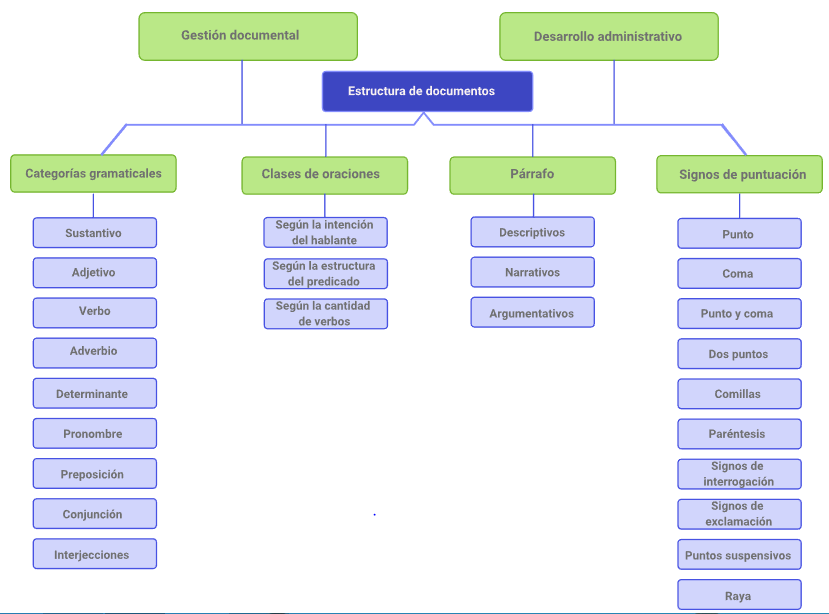 Gestión documental
Desarrollo administrativo
Estructura de documentos
Categorías gramaticales
Clases de oraciones
Párrafo
Signos de puntuación
Sustantivo
Adjetivo
Verbo
Adverbio
Determinante
Pronombre
Preposición
Conjunción
Interjecciones
Según la intención
del hablante
Según la estructura
del predicado
Según la cantidad
de verbos
Descriptivos
Narrativos
Argumentativos
Punto
Coma
Punto y coma
Dos puntos
Comillas
Paréntesis
Signos de
interrogación
Signos de
exclamación
Puntos suspensivos
Raya